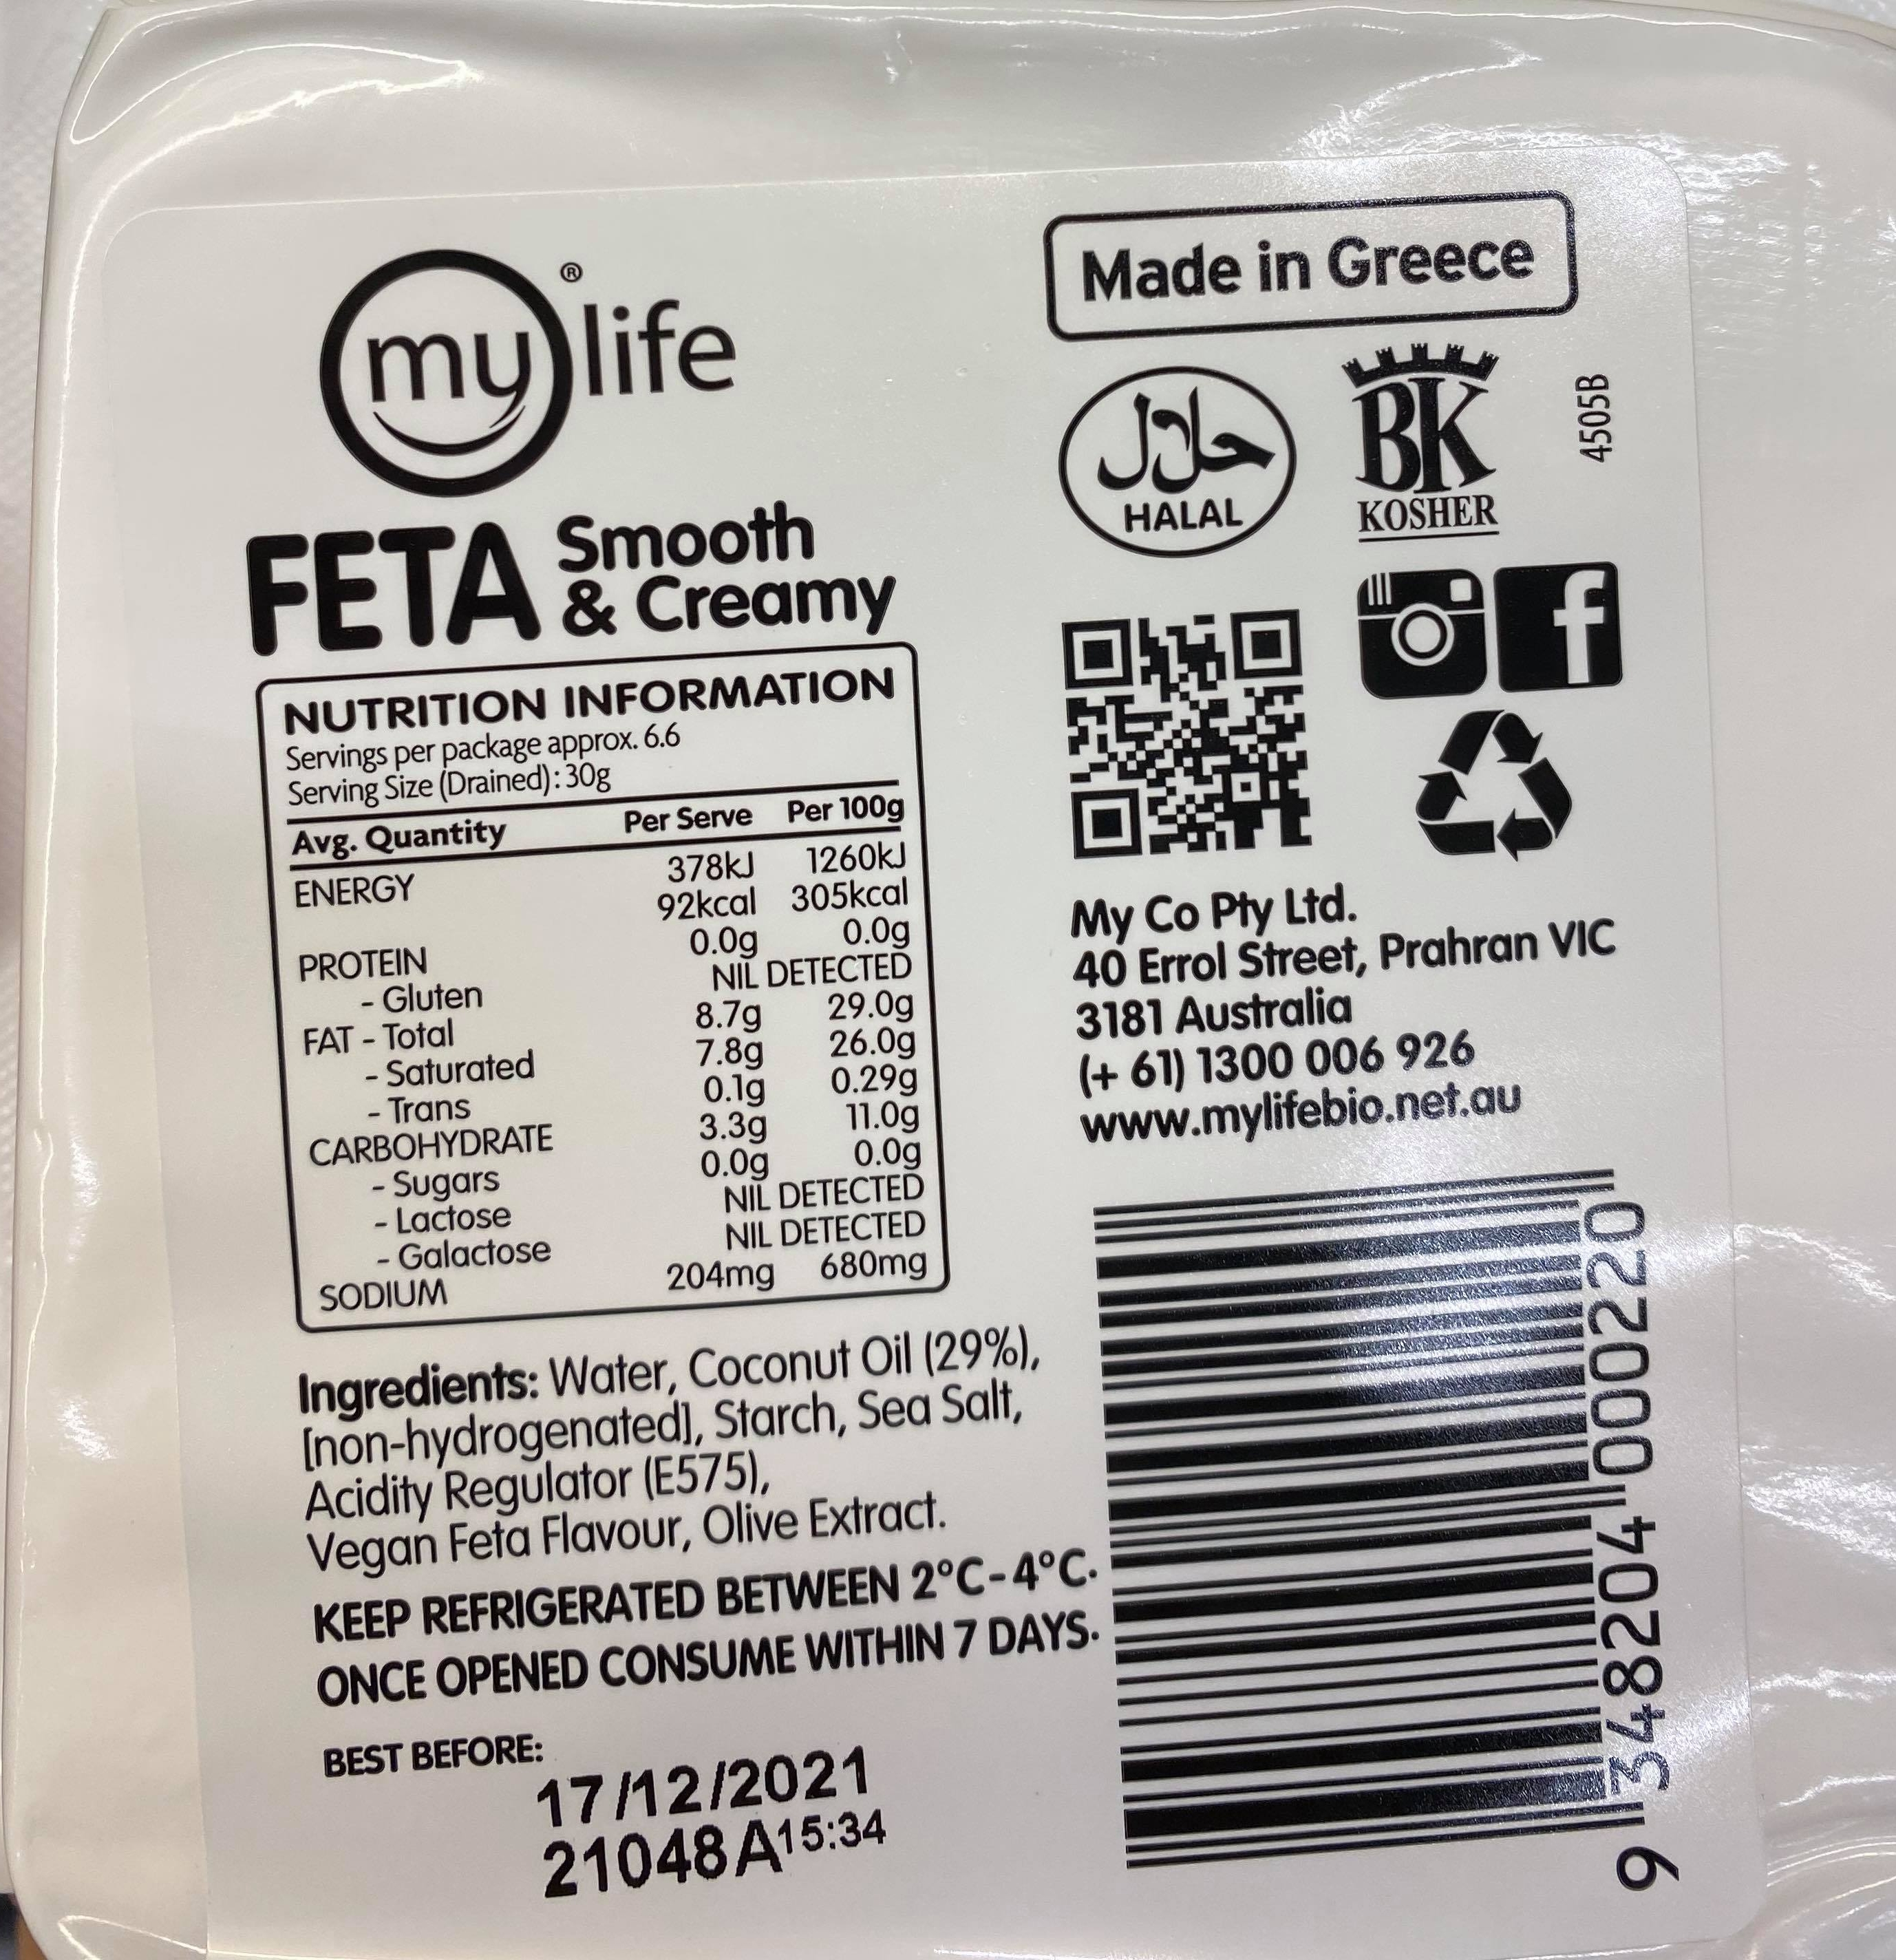 my life ®
FETA Smooth
& Creamy
NUTRITION INFORMATION
Servings per package approx. 6.6
Serving Size (Drained): 30g
Avg. Quantity Per Serve Per 100g
ENERGY 378kJ 1260kJ
92kcal 305kcal
PROTEIN 0.0g 0.0g
- Gluten NIL DETECTED
FAT - Total 8.7g 29.0g
- Saturated 7.8g 26.0g
- Trans 0.1g 0.29g
CARBOHYDRATE 3.3g 11.0g
- Sugars 0.0g 0.0g
- Lactose NIL DETECTED
- Galactose NIL DETECTED
SODIUM 204mg 680mg
Ingredients: Water, Coconut Oil (29%),
[non-hydrogenated], Starch, Sea Salt,
Acidity Regulator (E575),
Vegan Feta Flavour, Olive Extract.
KEEP REFRIGERATED BETWEEN 2°C-4°C.
ONCE OPENED CONSUME WITHIN 7 DAYS.
BEST BEFORE:
17/12/2021
21048A15:34
Made in Greece
حلال
HALAL
BK
KOSHER
4505B
f
My Co Pty Ltd.
40 Errol Street, Prahran VIC
3181 Australia
(+ 61) 1300 006 926
www.mylifebio.net.au
9 348204 000220